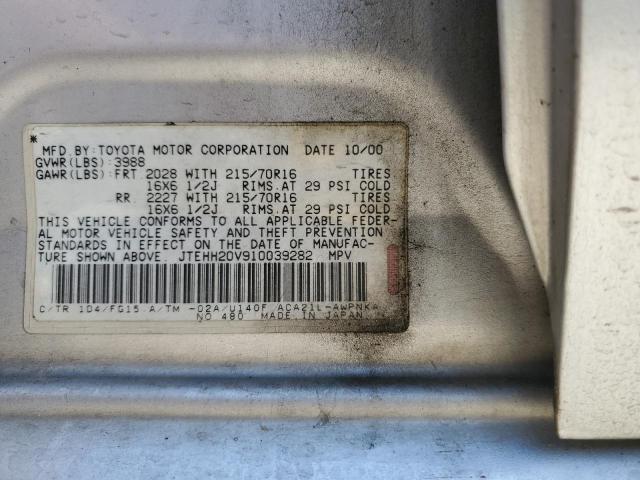 MFD BY: TOYOTA MOTOR CORPORATION DATE 10/00
GVWR(LBS): 3988
GAWR(LBS): FRT 2028 WITH 215/70R16 TIRES
16X6 1/2J RIMS.AT 29 PSI COLD
RR. 2227 WITH 215/70R16 TIRES
16X6 1/2J RIMS.AT 29 PSI COLD
THIS VEHICLE CONFORMS TO ALL APPLICABLE FEDER-
AL MOTOR VEHICLE SAFETY AND THEFT PREVENTION
STANDARDS IN EFFECT ON THE DATE OF MANUFAC-
TURE SHOWN ABOVE. JTEHH20V910039282 MPV
C/TR 1D4/FG15 A/TM -02A/U140F ACA21L-AWPNKA
NO 480 MADE IN JAPAN